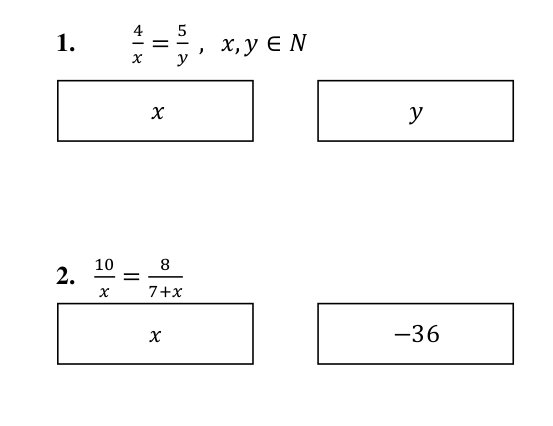 1. 4/x = 5/y , x, y ∈ N
x y
2. 10/x = 8/7+x
x −36